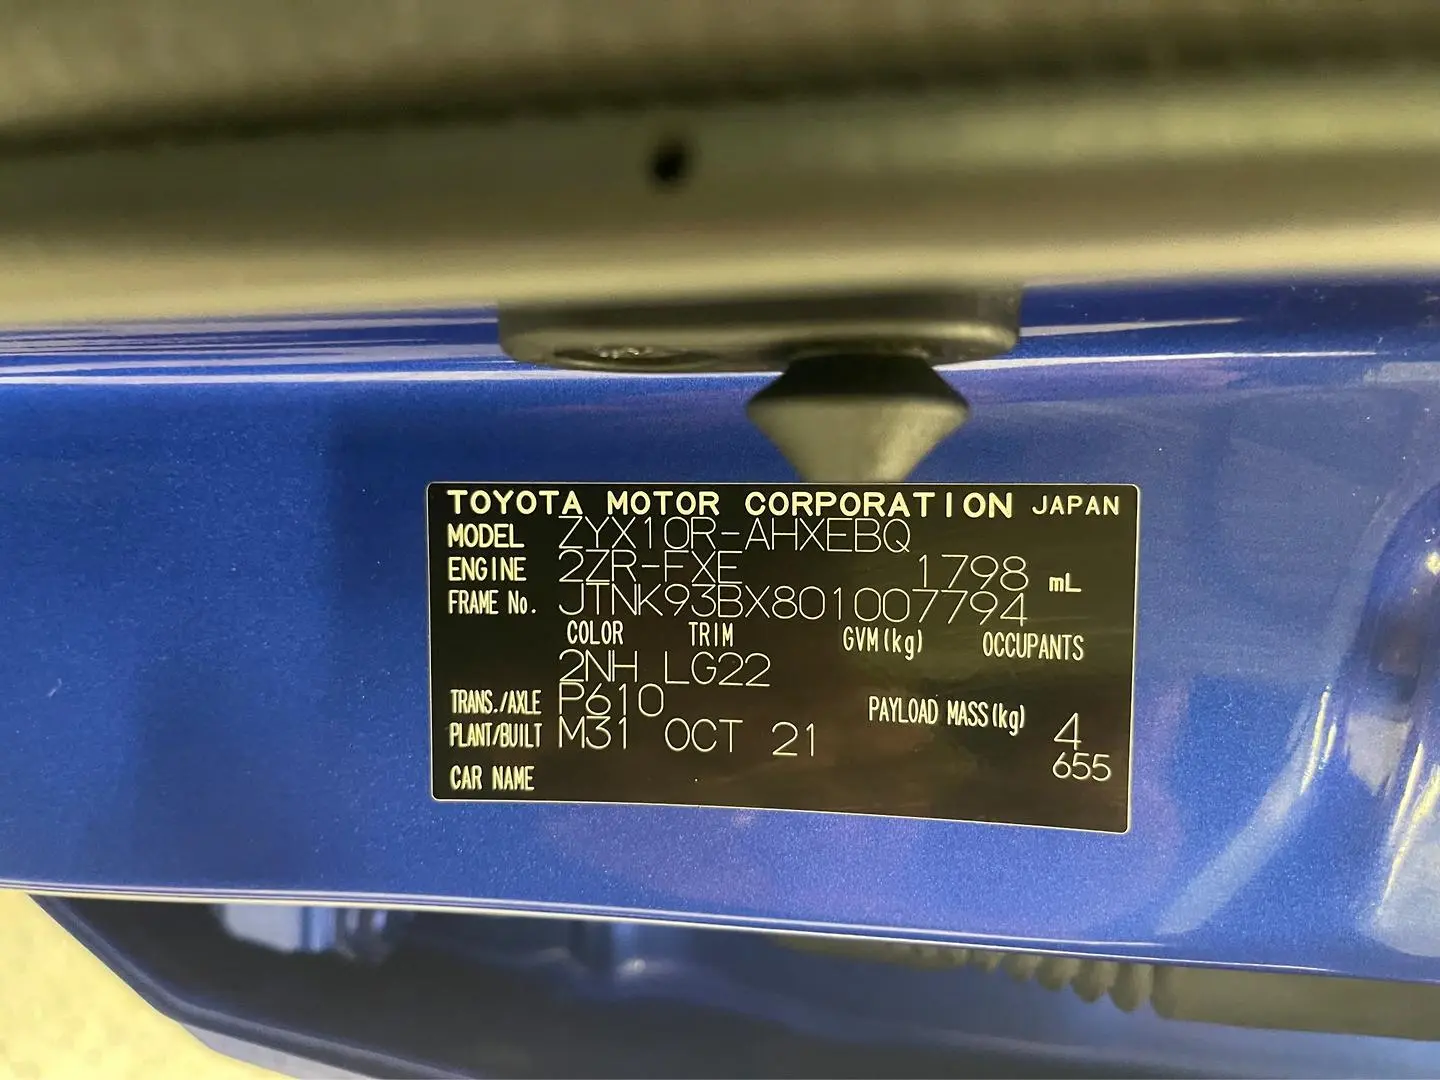 TOYOTA MOTOR CORPORATION JAPAN
MODEL ZYX10R-AHXEBQ
ENGINE 2ZR-FXE 1798 mL
FRAME No. JTNK93BX801007794
COLOR TRIM GVM(kg) OCCUPANTS
2NH LG22
TRANS./AXLE P610 PAYLOAD MASS(kg) 4
PLANT/BUILT M31 OCT 21 655
CAR NAME